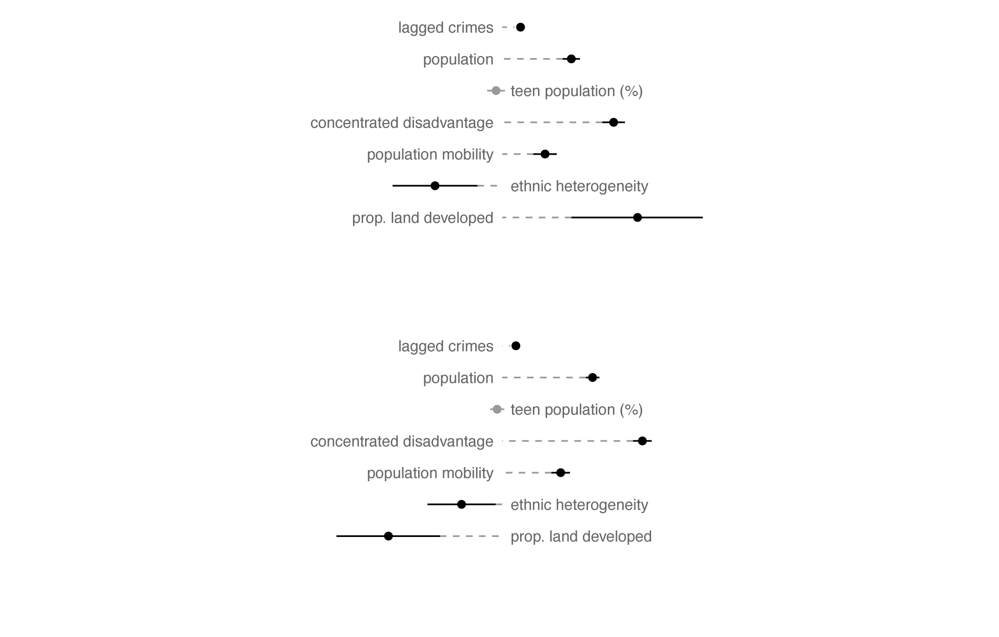 lagged crimes
population
teen population (%)
concentrated disadvantage
population mobility
ethnic heterogeneity
prop. land developed
lagged crimes
population
teen population (%)
concentrated disadvantage
population mobility
ethnic heterogeneity
prop. land developed